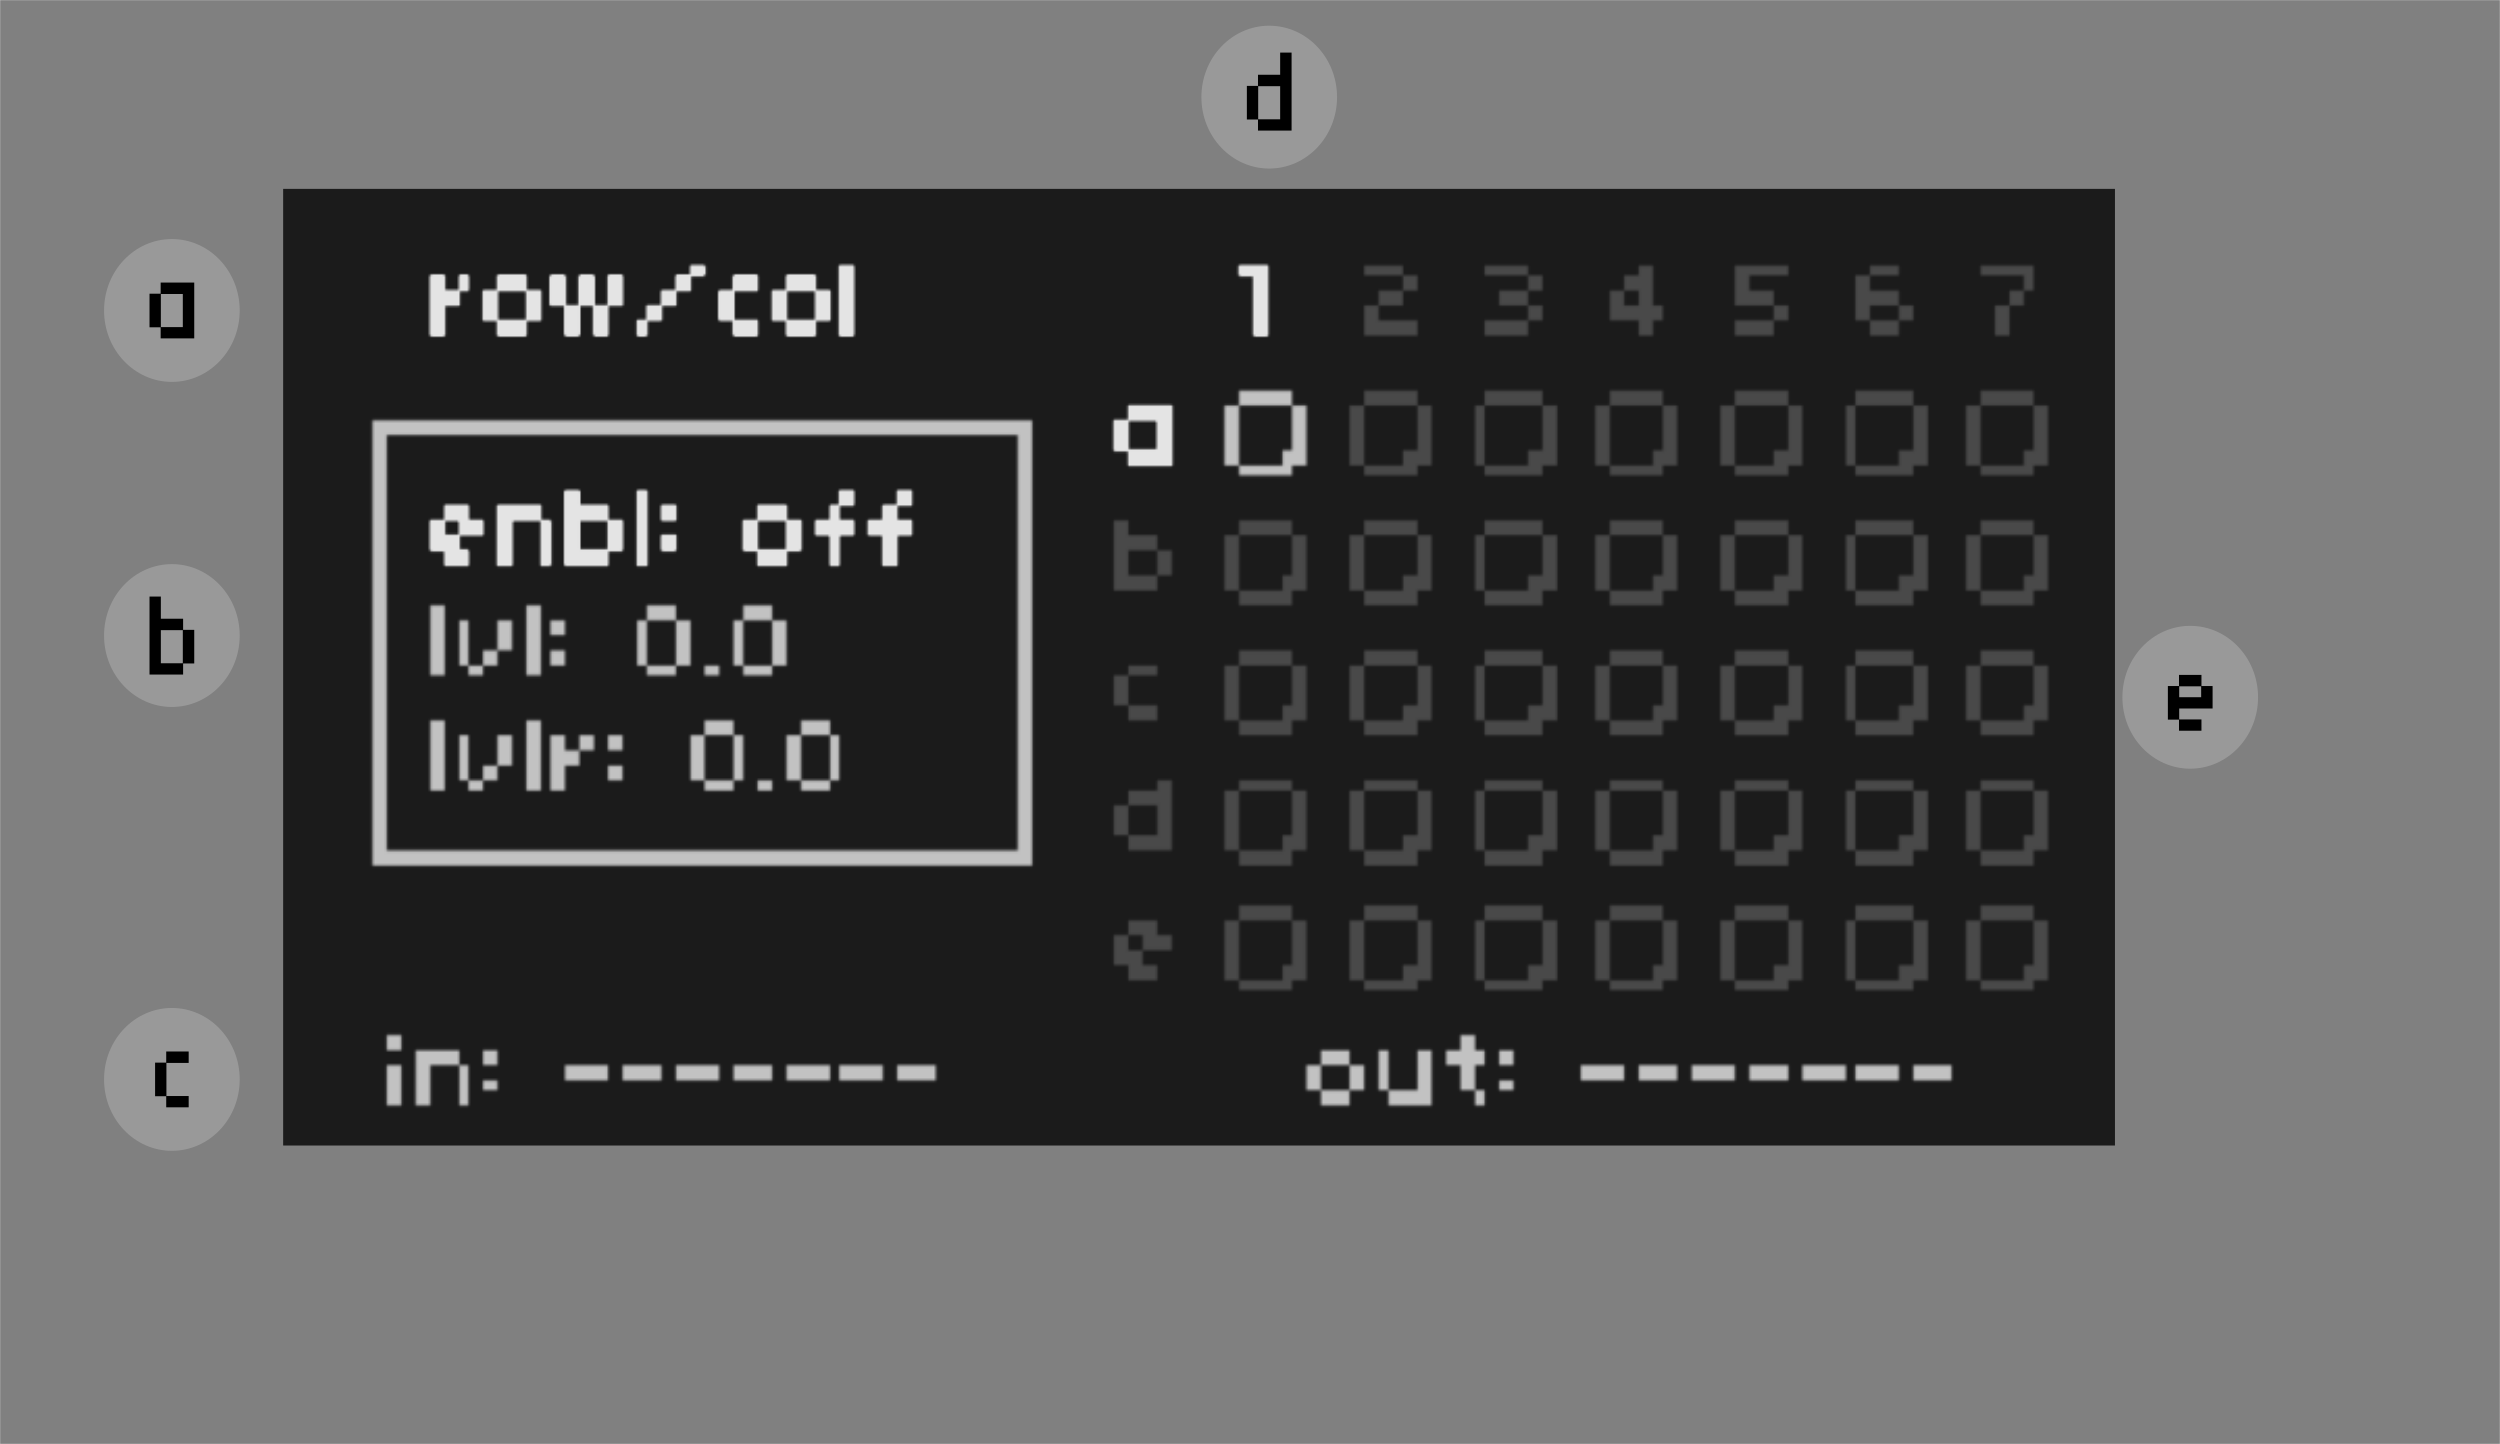 d
a
row/col 1 2 3 4 5 6 7
a
enbl: off
b
b
lvl: 0.0
c
e
lvlr: 0.0
d
e
c
in: ------- out: -------